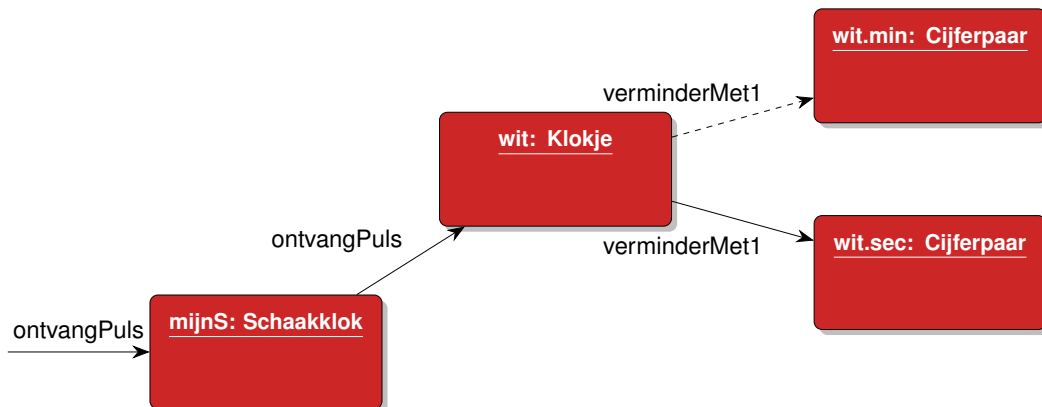 wit.min: Cijferpaar
verminderMet1
wit: Klokje
wit.sec: Cijferpaar
verminderMet1
ontvangPuls
mijnS: Schaakklok
ontvangPuls